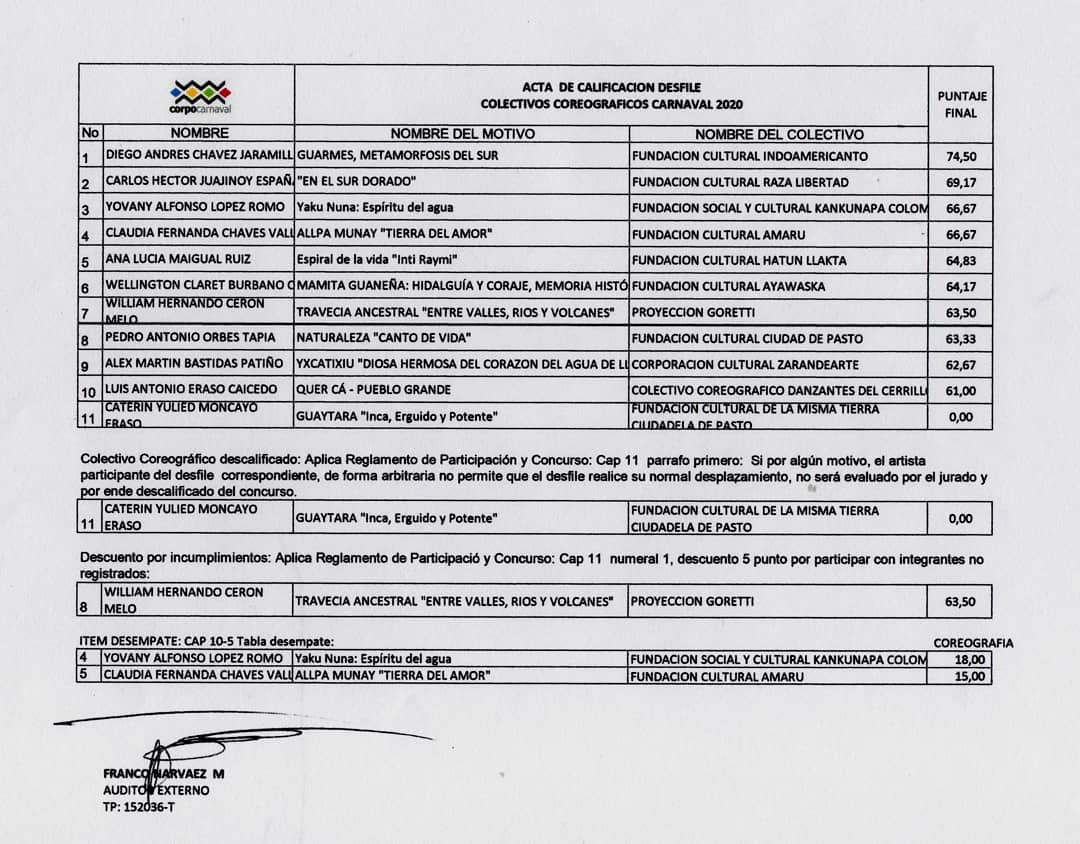 corpocarnaval
ACTA DE CALIFICACION DESFILE
COLECTIVOS COREOGRAFICOS CARNAVAL 2020
PUNTAJE
FINAL
No NOMBRE NOMBRE DEL MOTIVO NOMBRE DEL COLECTIVO
1 DIEGO ANDRES CHAVEZ JARAMILL GUARMES, METAMORFOSIS DEL SUR FUNDACION CULTURAL INDOAMERICANTO 74,50
2 CARLOS HECTOR JUAJINOY ESPAÑ "EN EL SUR DORADO" FUNDACION CULTURAL RAZA LIBERTAD 69,17
3 YOVANY ALFONSO LOPEZ ROMO Yaku Nuna: Espíritu del agua FUNDACION SOCIAL Y CULTURAL KANKUNAPA COLOM 66,67
4 CLAUDIA FERNANDA CHAVES VALL ALLPA MUNAY "TIERRA DEL AMOR" FUNDACION CULTURAL AMARU 66,67
5 ANA LUCIA MAIGUAL RUIZ Espiral de la vida "Inti Raymi" FUNDACION CULTURAL HATUN LLAKTA 64,83
6 WELLINGTON CLARET BURBANO C MAMITA GUANEÑA: HIDALGUÍA Y CORAJE, MEMORIA HISTÓ FUNDACION CULTURAL AYAWASKA 64,17
7 WILLIAM HERNANDO CERON MELO TRAVECIA ANCESTRAL "ENTRE VALLES, RIOS Y VOLCANES" PROYECCION GORETTI 63,50
8 PEDRO ANTONIO ORBES TAPIA NATURALEZA "CANTO DE VIDA" FUNDACION CULTURAL CIUDAD DE PASTO 63,33
9 ALEX MARTIN BASTIDAS PATIÑO YXCATIXIU "DIOSA HERMOSA DEL CORAZON DEL AGUA DE LL CORPORACION CULTURAL ZARANDEARTE 62,67
10 LUIS ANTONIO ERASO CAICEDO QUER CÁ - PUEBLO GRANDE COLECTIVO COREOGRAFICO DANZANTES DEL CERRILLO 61,00
11 CATERIN YULIED MONCAYO ERASO GUAYTARA "Inca, Erguido y Potente" FUNDACION CULTURAL DE LA MISMA TIERRA CIUDADELA DE PASTO 0,00
Colectivo Coreográfico descalificado: Aplica Reglamento de Participación y Concurso: Cap 11 parrafo primero: Si por algún motivo, el artista
participante del desfile correspondiente, de forma arbitraria no permite que el desfile realice su normal desplazamiento, no será evaluado por el jurado y
por ende descalificado del concurso.
11 CATERIN YULIED MONCAYO ERASO GUAYTARA "Inca, Erguido y Potente" FUNDACION CULTURAL DE LA MISMA TIERRA CIUDADELA DE PASTO 0,00
Descuento por incumplimientos: Aplica Reglamento de Participació y Concurso: Cap 11 numeral 1, descuento 5 punto por participar con integrantes no
registrados:
8 WILLIAM HERNANDO CERON MELO TRAVECIA ANCESTRAL "ENTRE VALLES, RIOS Y VOLCANES" PROYECCION GORETTI 63,50
ITEM DESEMPATE: CAP 10-5 Tabla desempate: COREOGRAFIA
4 YOVANY ALFONSO LOPEZ ROMO Yaku Nuna: Espíritu del agua FUNDACION SOCIAL Y CULTURAL KANKUNAPA COLOM 18,00
5 CLAUDIA FERNANDA CHAVES VALL ALLPA MUNAY "TIERRA DEL AMOR" FUNDACION CULTURAL AMARU 15,00
FRANCO NARVAEZ M
AUDITOR EXTERNO
TP: 152036-T